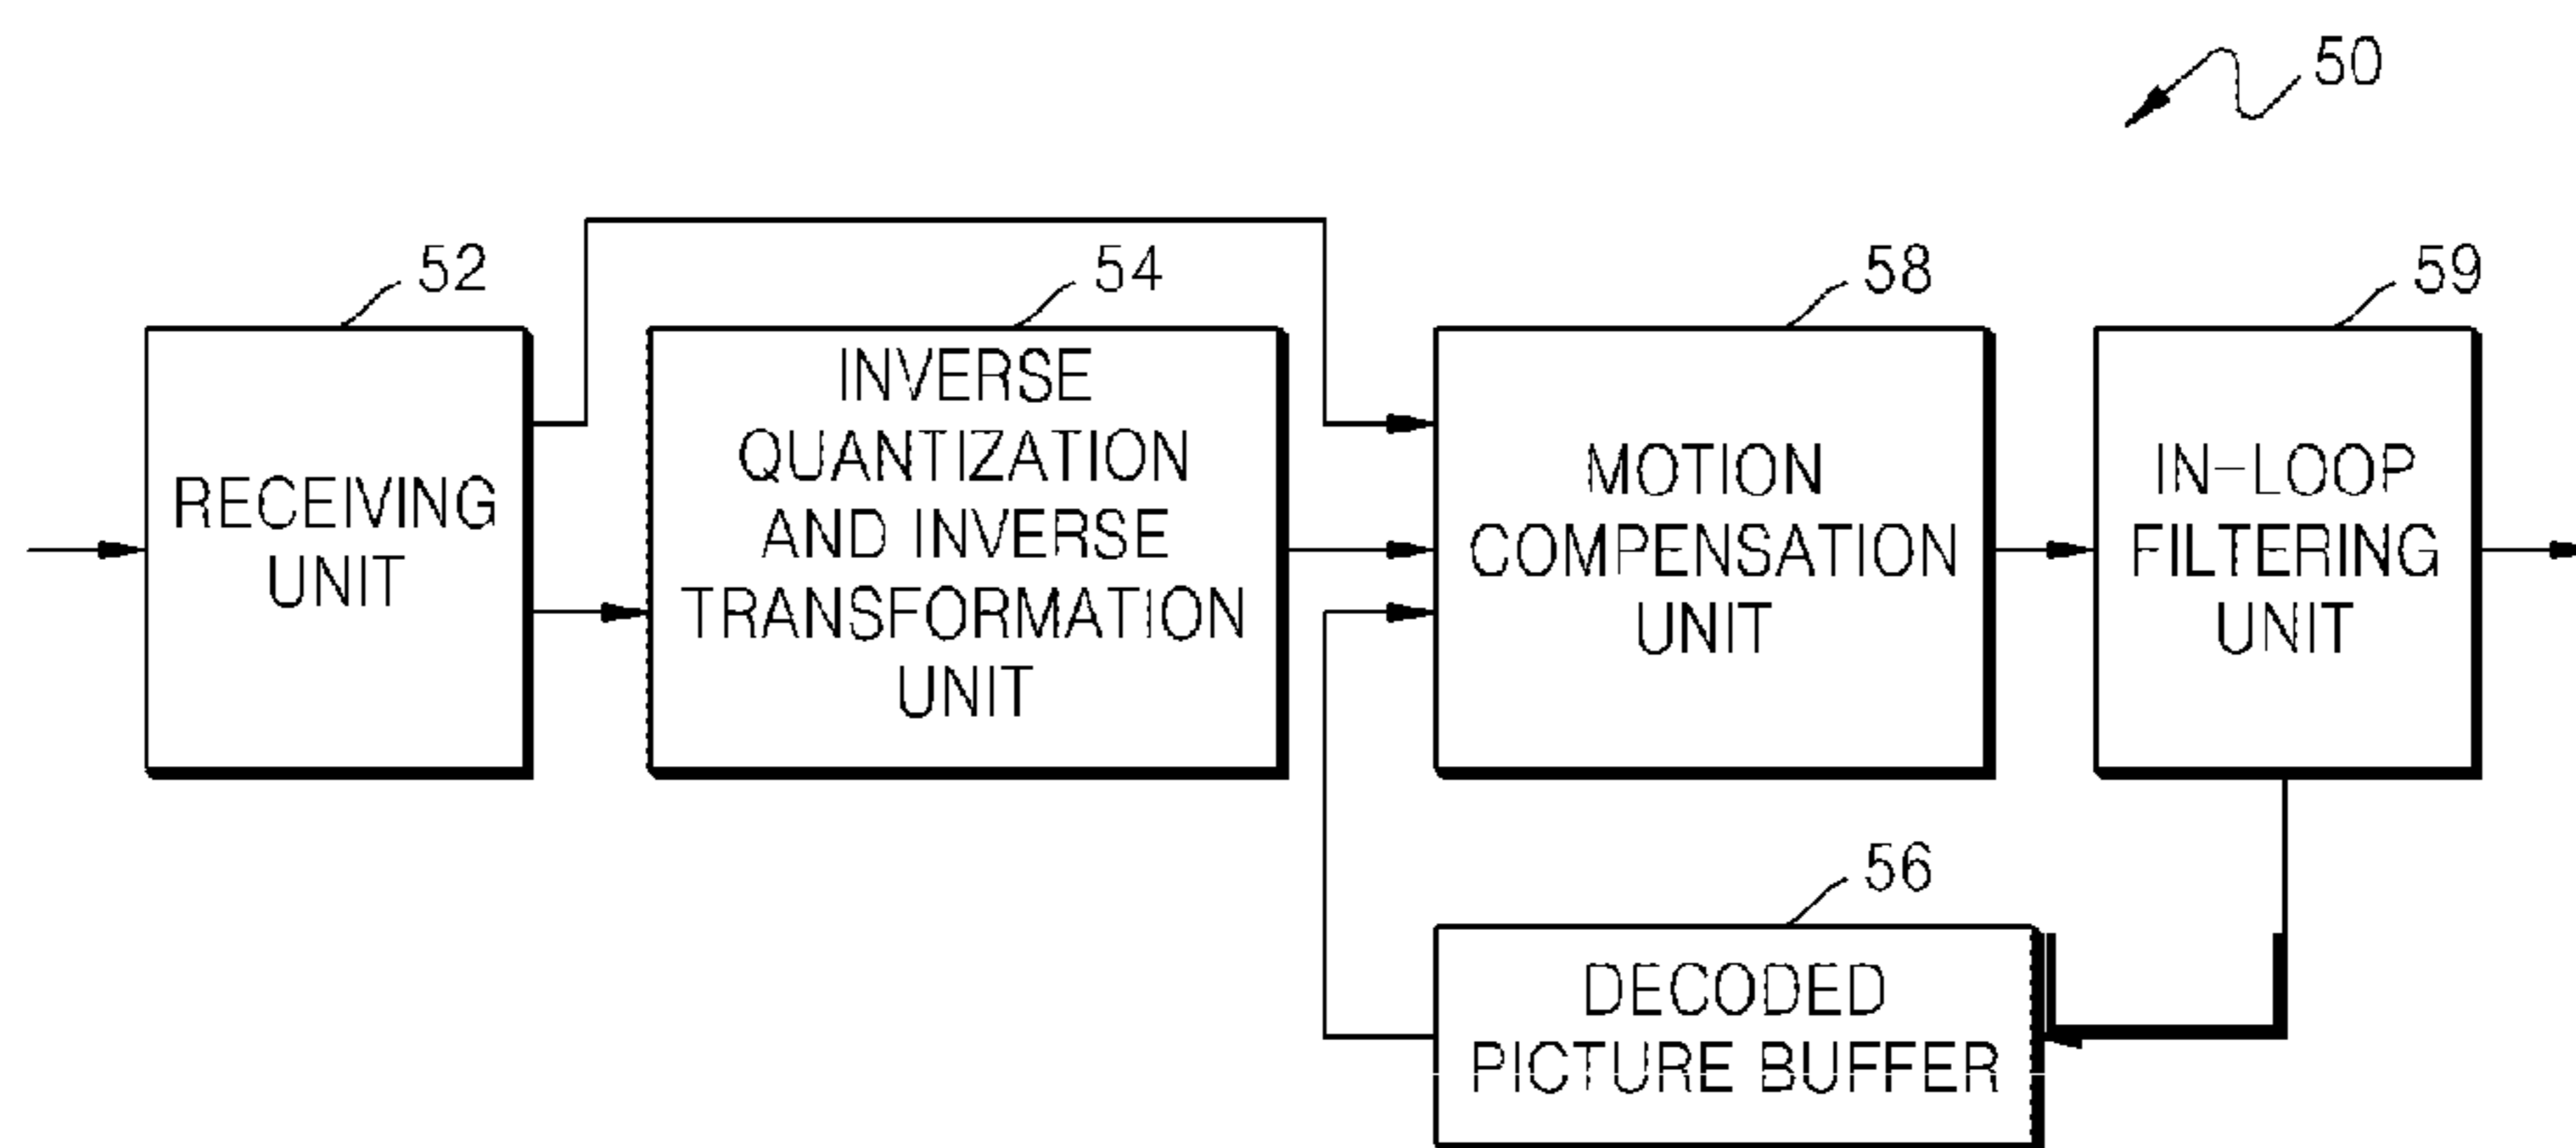 50
52
54
58
59
RECEIVING
UNIT
INVERSE
QUANTIZATION
AND INVERSE
TRANSFORMATION
UNIT
MOTION
COMPENSATION
UNIT
IN-LOOP
FILTERING
UNIT
56
DECODED
PICTURE BUFFER